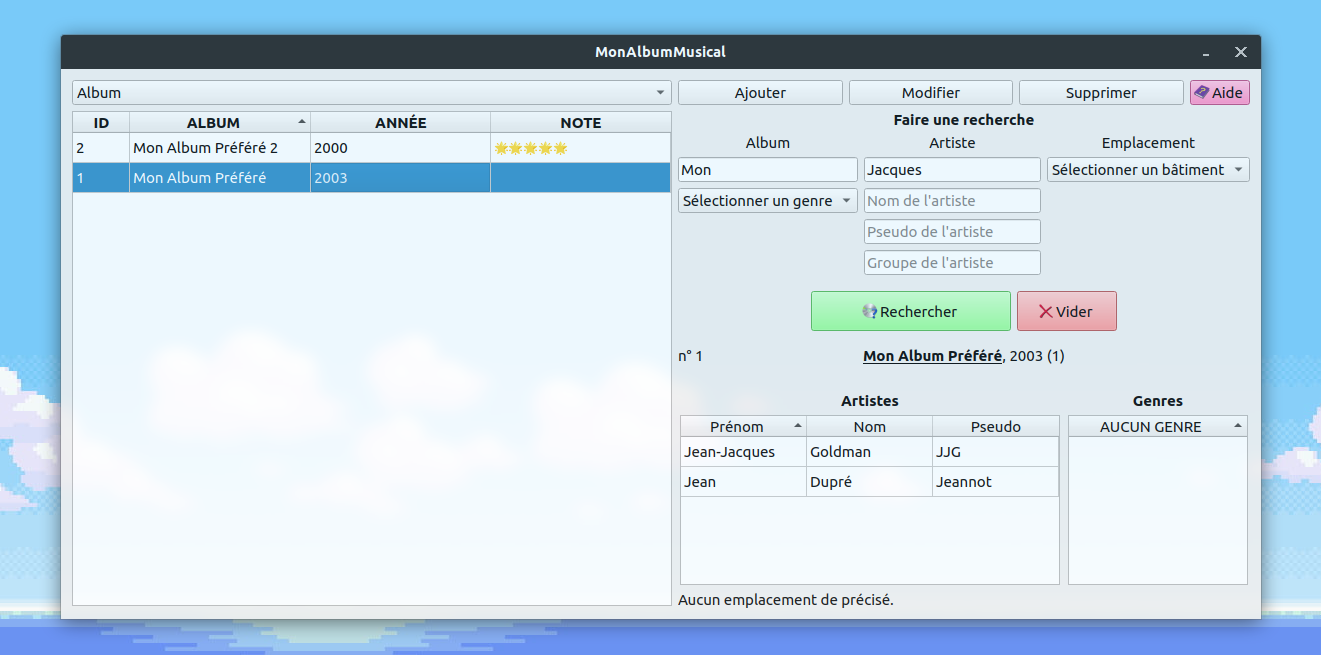 MonAlbumMusical
Album
Ajouter Modifier Supprimer Aide
ID ALBUM ANNÉE NOTE
2 Mon Album Préféré 2 2000
1 Mon Album Préféré 2003
Faire une recherche
Album Artiste Emplacement
Mon Jacques Sélectionner un bâtiment
Sélectionner un genre Nom de l'artiste
Pseudo de l'artiste
Groupe de l'artiste
Rechercher Vider
n° 1 Mon Album Préféré, 2003 (1)
Artistes Genres
Prénom Nom Pseudo AUCUN GENRE
Jean-Jacques Goldman JJG
Jean Dupré Jeannot
Aucun emplacement de précisé.